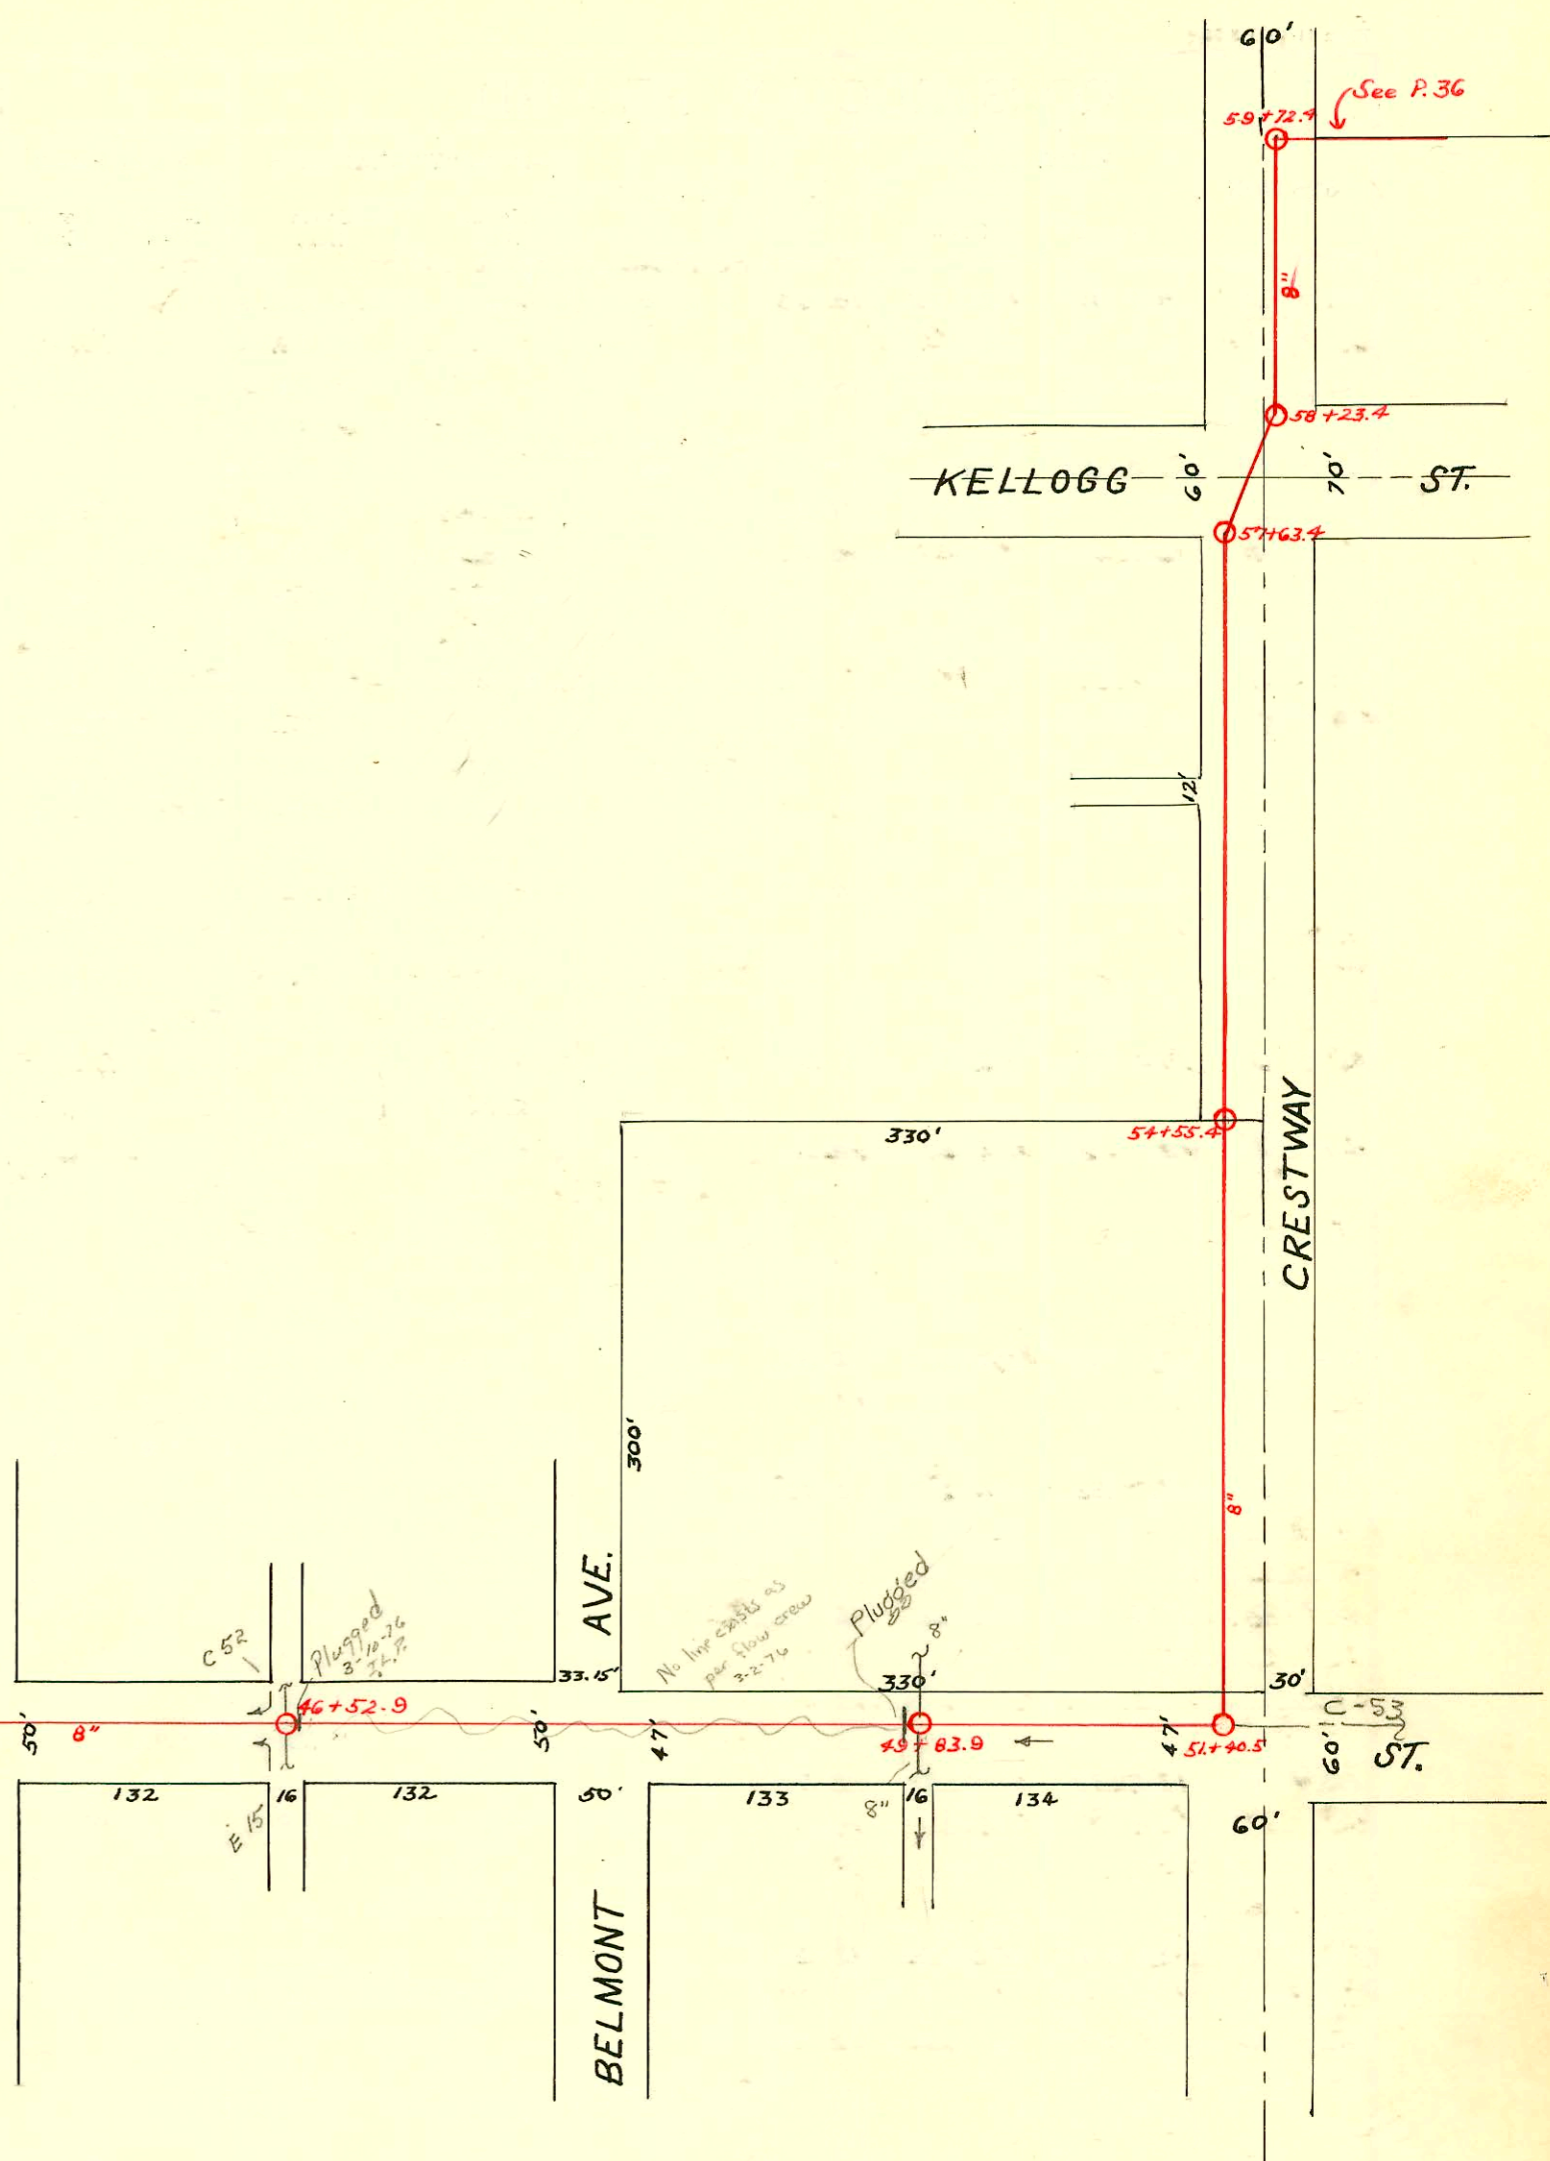 60'
See P.36
59+72.4
8"
58+23.4
KELLOGG 60' 70' ST.
57+63.4
12'
CRESTWAY
330'
54+55.4
300'
8"
AVE.
No line exists as
per flow crew
3-2-76
Plugged
8"
C 52
Plugged
3-10-76
33.15'
330'
30'
46+52.9
C-53
50'
8"
50'
47'
49+83.9
47'
51+40.5
60'
ST.
132
16
132
50'
133
8"
16
134
60'
E 15
BELMONT